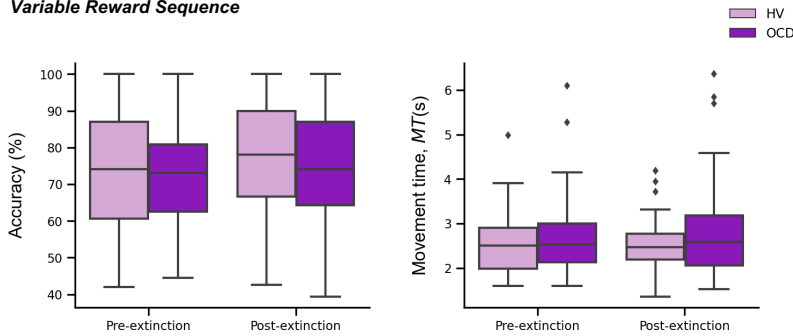 Variable Reward Sequence
HV
OCD
Accuracy (%)
100
90
80
70
60
50
40
Pre-extinction
Post-extinction
Movement time, MT(s)
6
5
4
3
2
Pre-extinction
Post-extinction